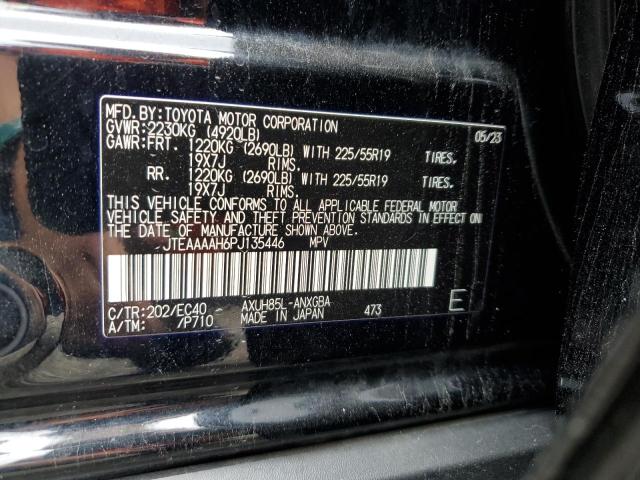 MFD.BY:TOYOTA MOTOR CORPORATION 05/23
GVWR:2230KG (4920LB)
GAWR:FRT. 1220KG (2690LB) WITH 225/55R19 TIRES.
19X7J RIMS.
RR. 1220KG (2690LB) WITH 225/55R19 TIRES.
19X7J RIMS.
THIS VEHICLE CONFORMS TO ALL APPLICABLE FEDERAL MOTOR
VEHICLE SAFETY AND THEFT PREVENTION STANDARDS IN EFFECT ON
THE DATE OF MANUFACTURE SHOWN ABOVE.
JTEAAAAH6PJ135446 MPV
C/TR:202/EC40 AXUH85L-ANXGBA
A/TM: /P710 MADE IN JAPAN 473 E